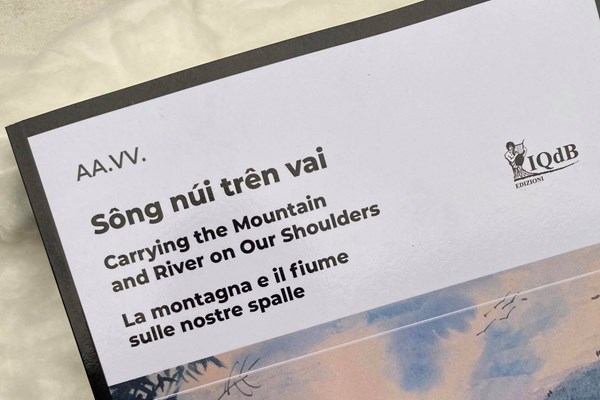 AA.VV.
IQdB
EDIZIONI
Sông núi trên vai
Carrying the Mountain
and River on Our Shoulders
La montagna e il fiume
sulle nostre spalle